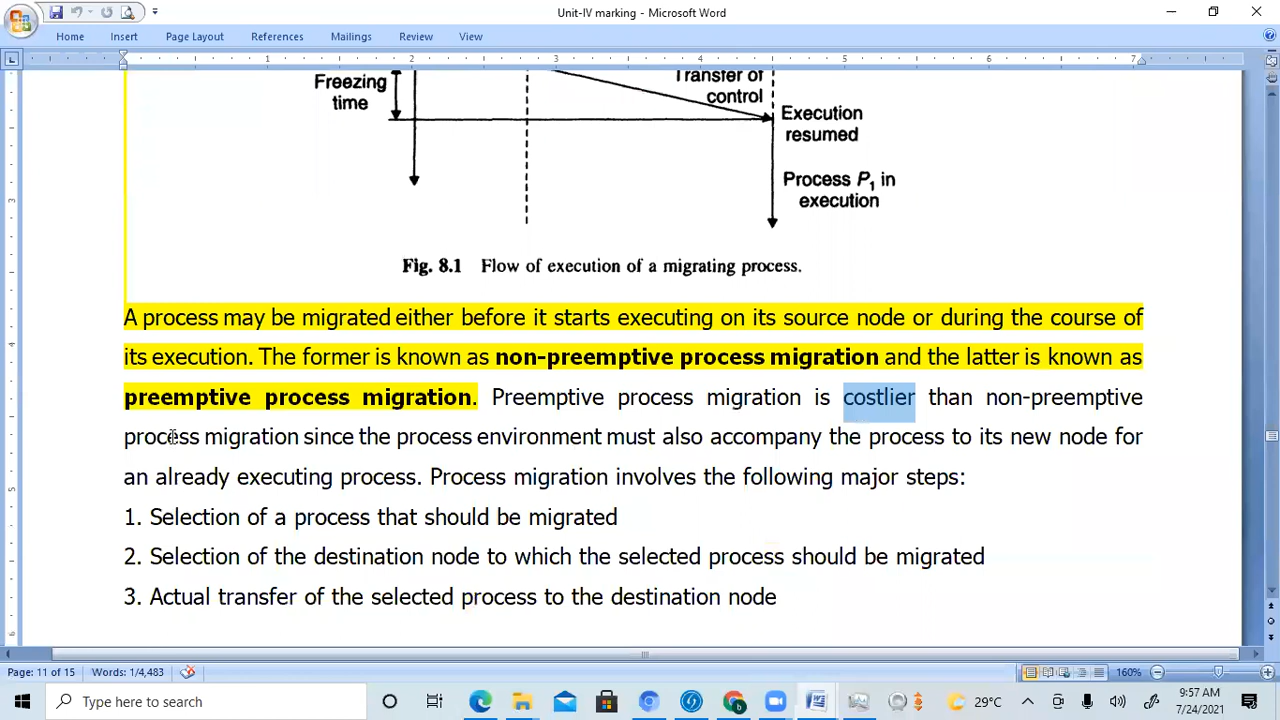 Unit-IV marking - Microsoft Word
Home Insert Page Layout References Mailings Review View
1 2 3 4 5 6 7
Freezing
time
Transfer of
control
Execution
resumed
Process P1 in
execution
Fig. 8.1 Flow of execution of a migrating process.
A process may be migrated either before it starts executing on its source node or during the course of
its execution. The former is known as non-preemptive process migration and the latter is known as
preemptive process migration. Preemptive process migration is costlier than non-preemptive
process migration since the process environment must also accompany the process to its new node for
an already executing process. Process migration involves the following major steps:
1. Selection of a process that should be migrated
2. Selection of the destination node to which the selected process should be migrated
3. Actual transfer of the selected process to the destination node
Page: 11 of 15 Words: 1/4,483 160%
Type here to search 29°C 9:57 AM
7/24/2021